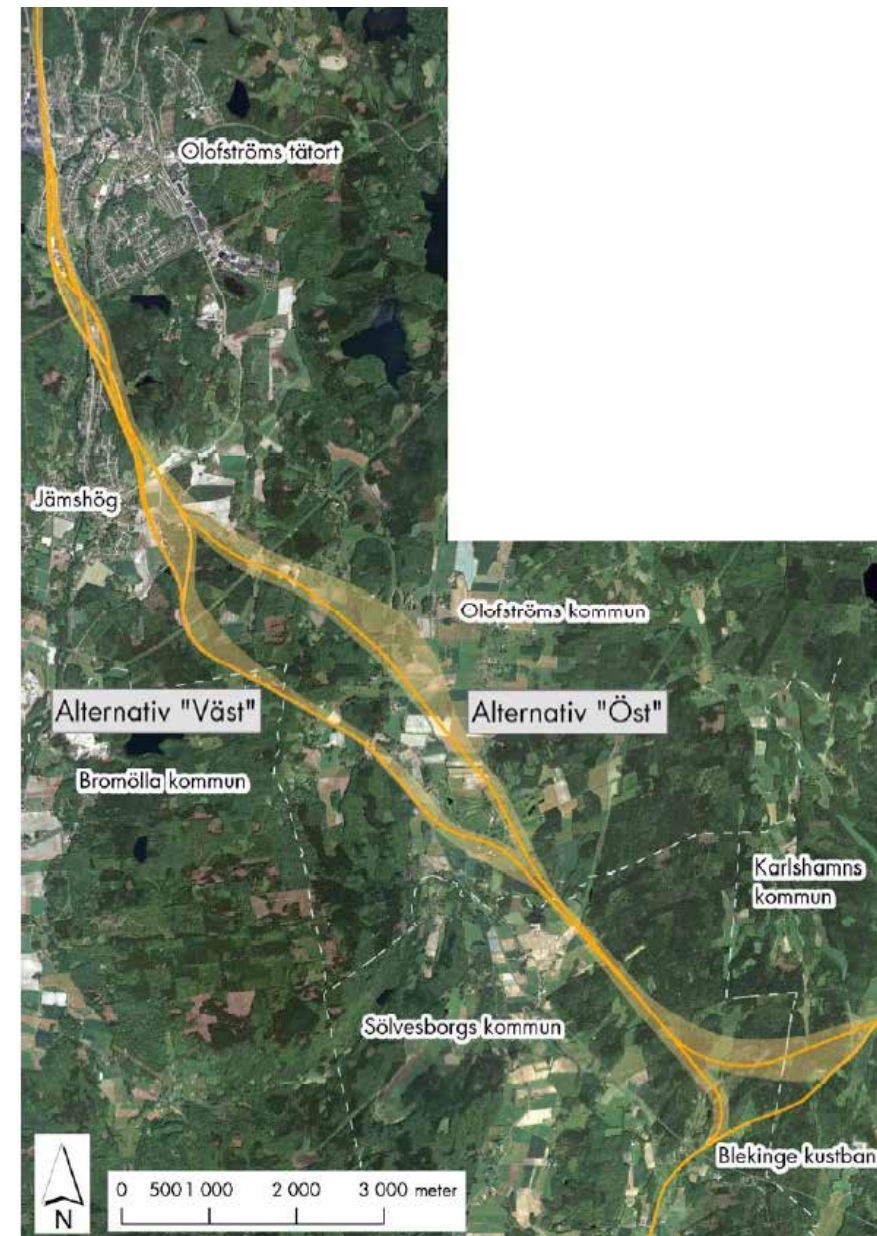 Olofströms tätort
Jämshög
Olofströms kommun
Alternativ "Väst"
Alternativ "Öst"
Bromölla kommun
Karlshamns
kommun
Sölvesborgs kommun
Blekinge kustban
0 500 1 000 2 000 3 000 meter
N